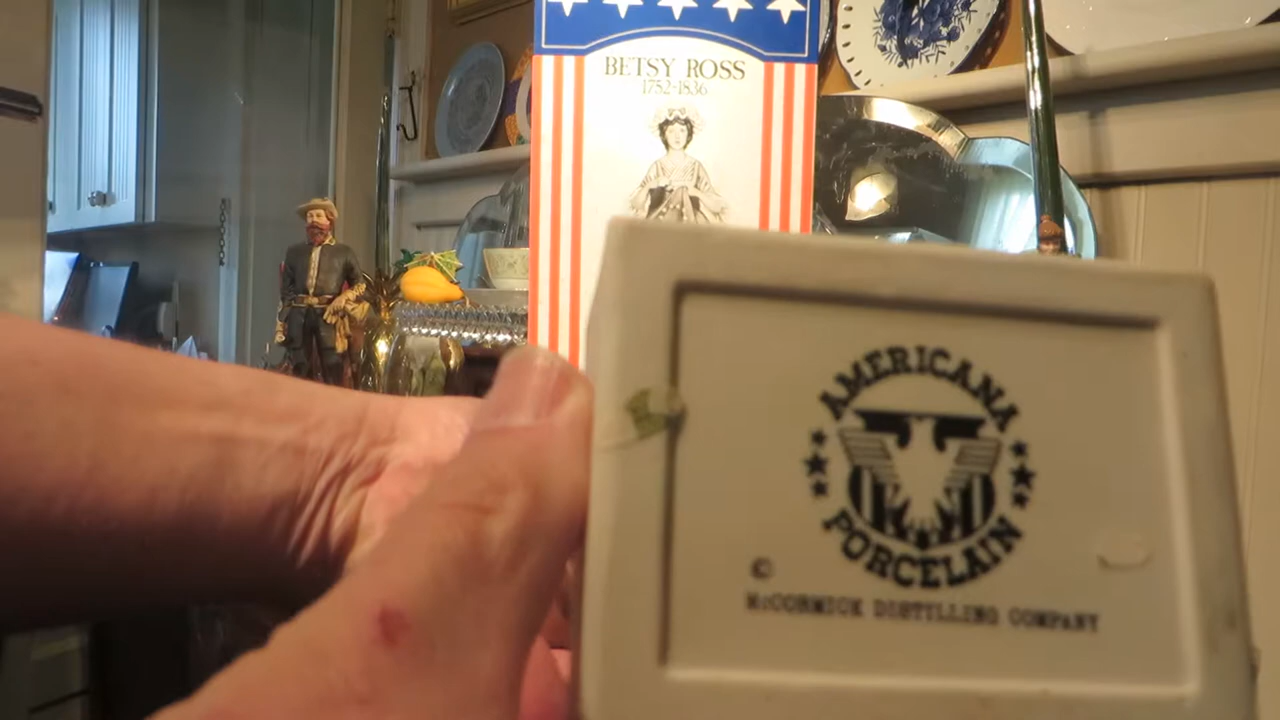 BETSY ROSS
1752-1836
AMERICANA
PORCELAIN
©
McCORMICK DISTILLING COMPANY